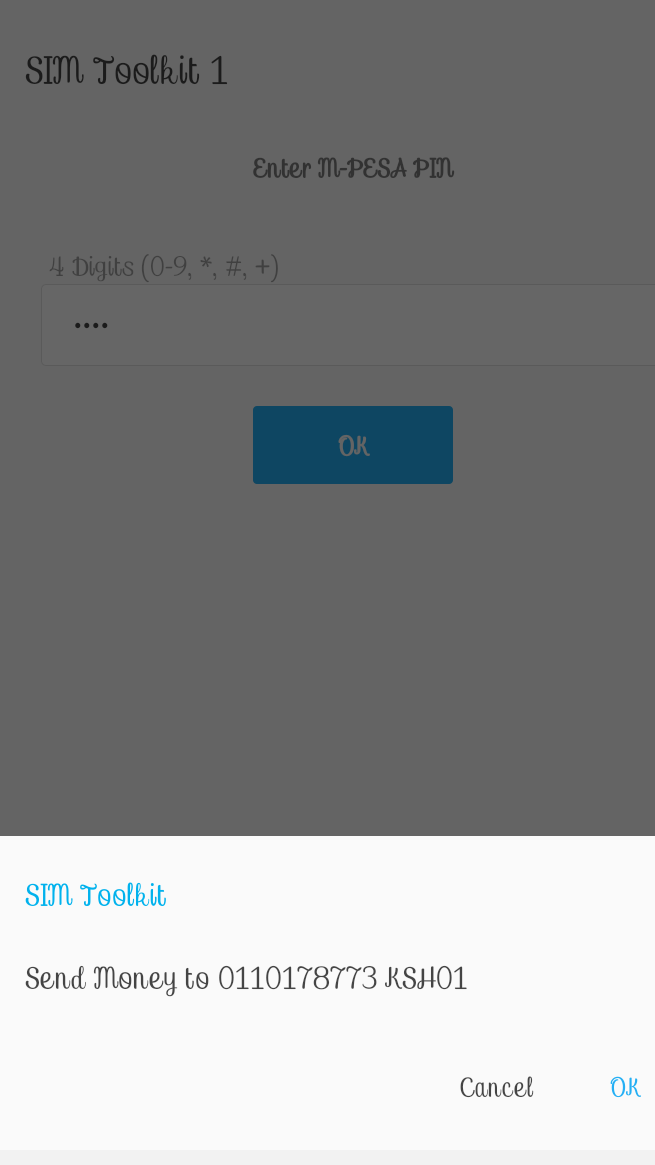 SIM Toolkit 1
Enter M-PESA PIN
4 Digits (0-9, *, #, +)
••••
OK
SIM Toolkit
Send Money to 0110178773 KSH01
Cancel OK